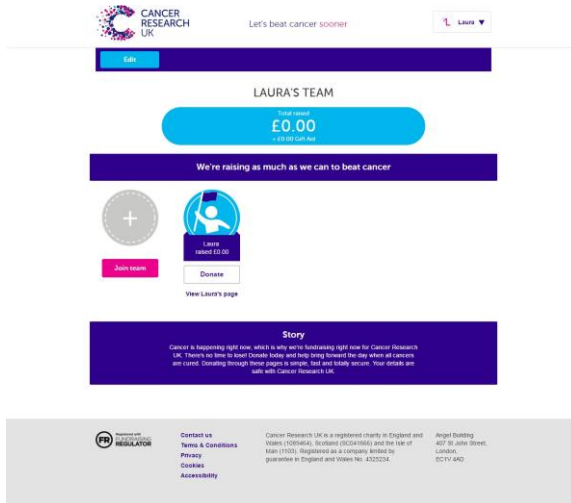 CANCER
RESEARCH
UK
Let's beat cancer sooner
Laura
Edit
LAURA'S TEAM
Total raised
£0.00
+ £0.00 Gift Aid
We're raising as much as we can to beat cancer
Laura
raised £0.00
Join team
Donate
View Laura's page
Story
Cancer is happening right now, which is why we're fundraising right now for Cancer Research
UK. There's no time to lose! Donate today and help bring forward the day when all cancers
are cured. Donating through these pages is simple, fast and totally secure. Your details are
safe with Cancer Research UK.
FR
Registered with
FUNDRAISING
REGULATOR
Contact us
Terms & Conditions
Privacy
Cookies
Accessibility
Cancer Research UK is a registered charity in England and
Wales (1089464), Scotland (SC041666) and the Isle of
Man (1103). Registered as a company limited by
guarantee in England and Wales No. 4325234.
Angel Building
407 St John Street,
London,
EC1V 4AD